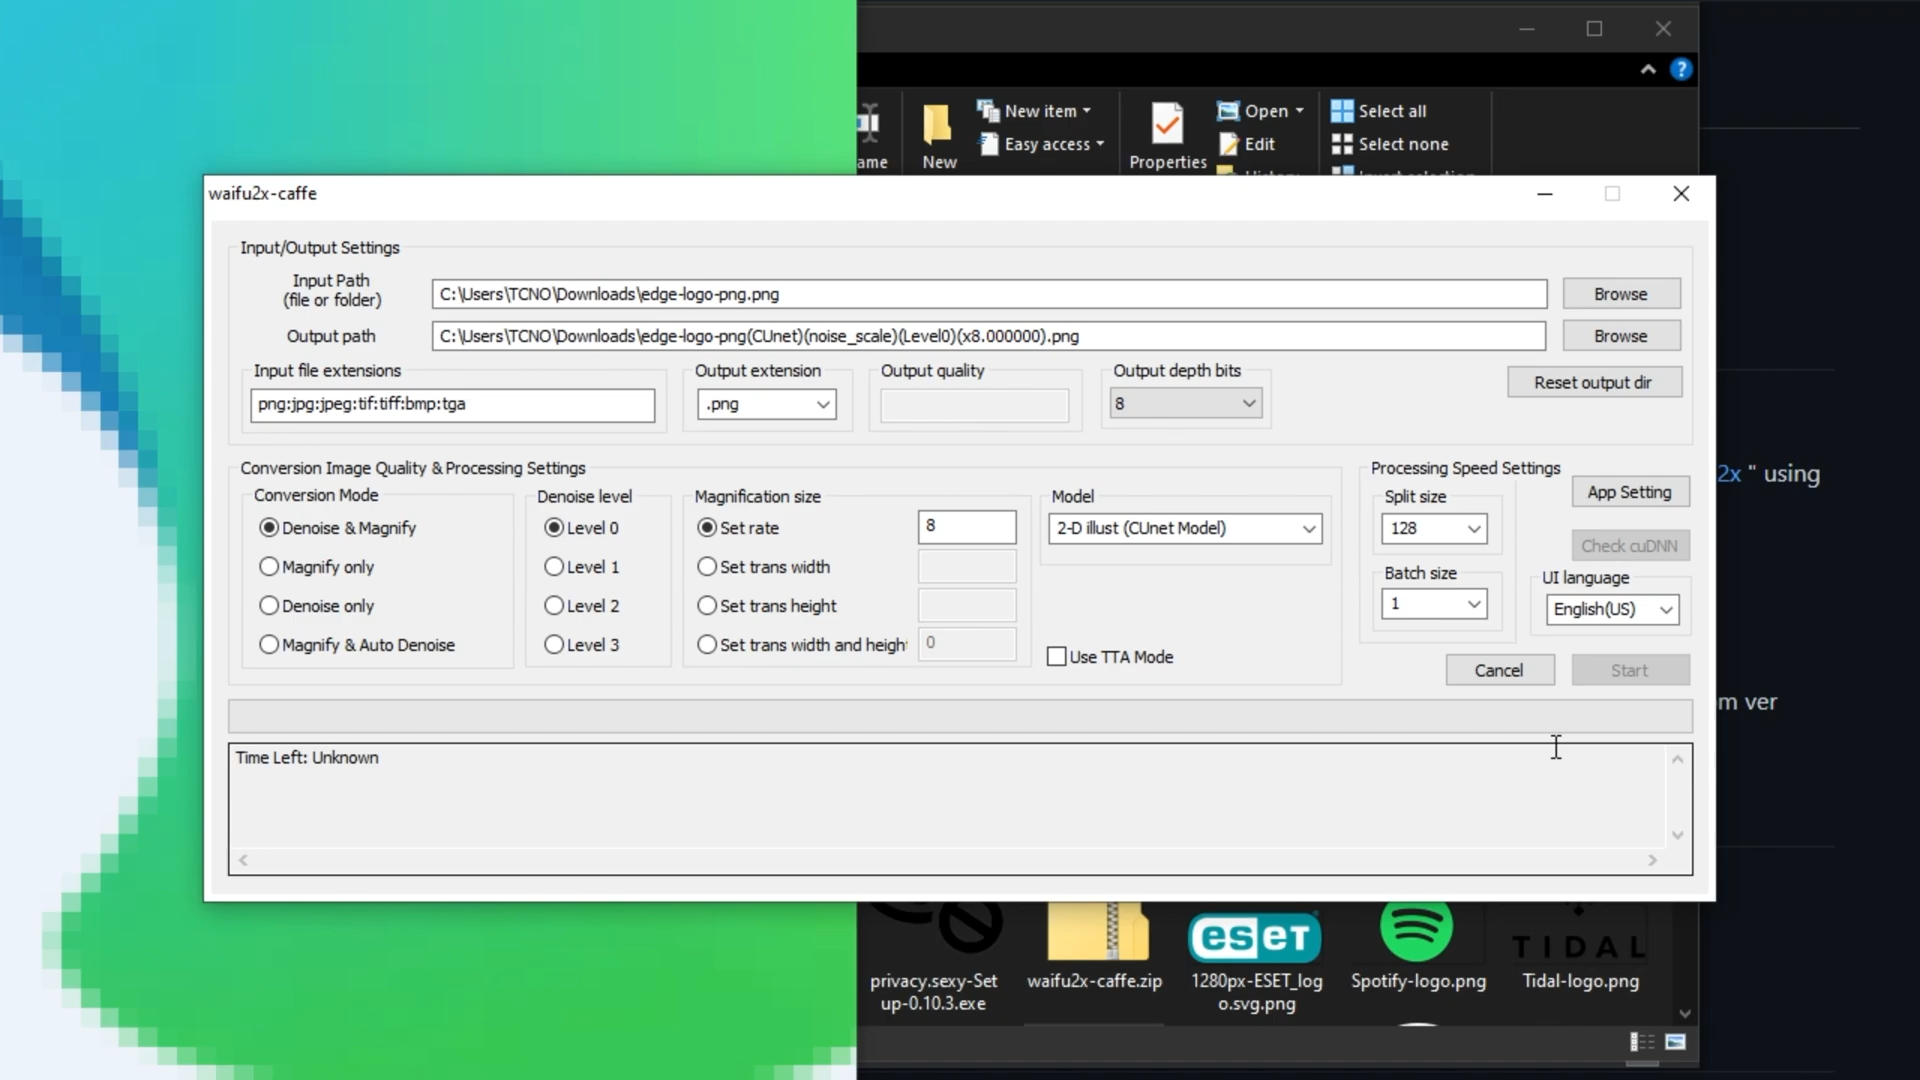 ame
New
New item
Easy access
Properties
Open
Edit
Select all
Select none
waifu2x-caffe
Input/Output Settings
Input Path
(file or folder)
C:\Users\TCNO\Downloads\edge-logo-png.png
Browse
Output path
C:\Users\TCNO\Downloads\edge-logo-png(CUnet)(noise_scale)(Level0)(x8.000000).png
Browse
Input file extensions
png:jpg:jpeg:tif:tiff:bmp:tga
Output extension
.png
Output quality
Output depth bits
8
Reset output dir
Conversion Image Quality & Processing Settings
Conversion Mode
Denoise & Magnify
Magnify only
Denoise only
Magnify & Auto Denoise
Denoise level
Level 0
Level 1
Level 2
Level 3
Magnification size
Set rate
8
Set trans width
Set trans height
Set trans width and heigh
0
Model
2-D illust (CUnet Model)
Use TTA Mode
Processing Speed Settings
Split size
128
Batch size
1
App Setting
Check cuDNN
UI language
English(US)
Cancel
Start
Time Left: Unknown
2x " using
m ver
privacy.sexy-Set
up-0.10.3.exe
waifu2x-caffe.zip
eseT
1280px-ESET_log
o.svg.png
Spotify-logo.png
TIDAL
Tidal-logo.png